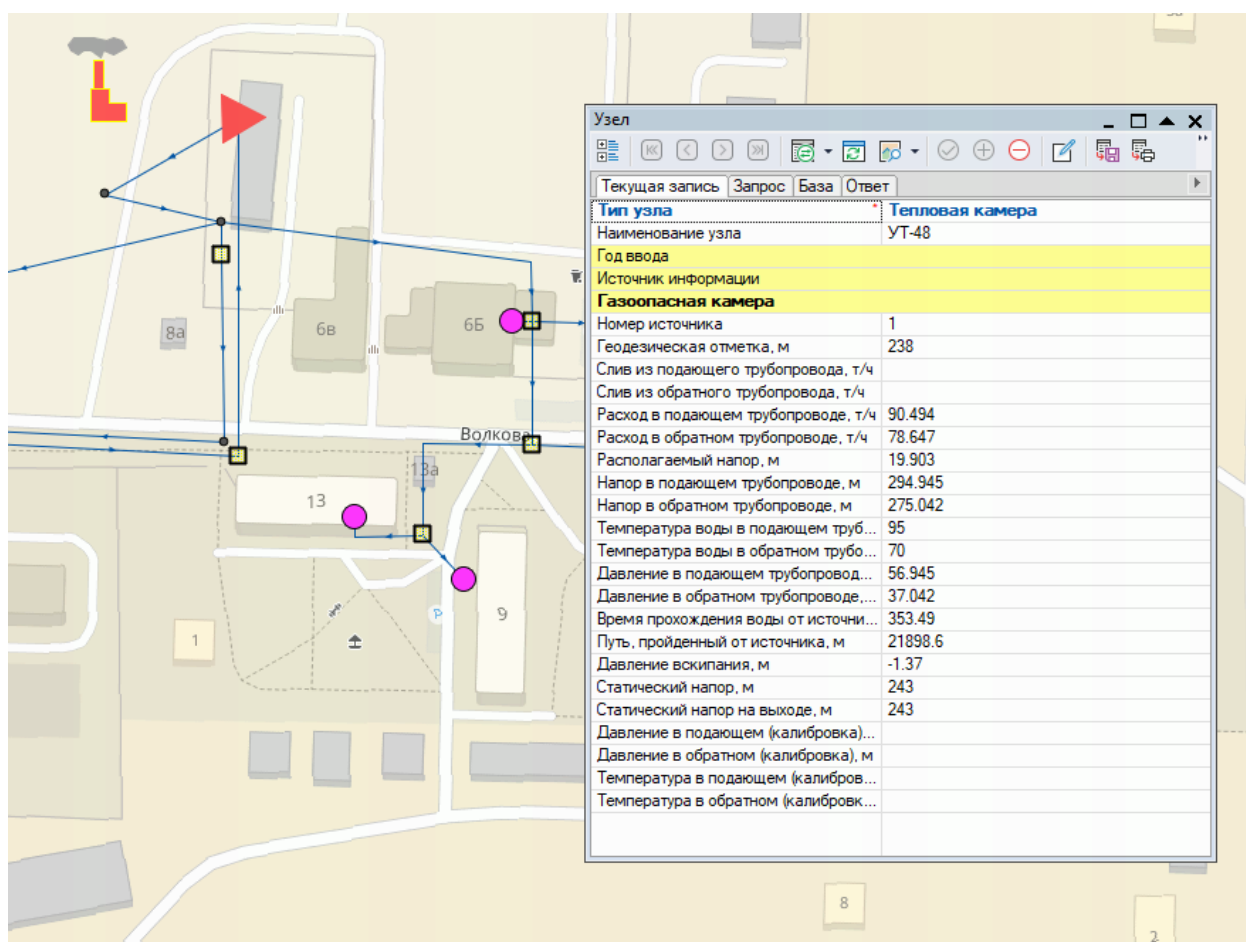 Узел
Текущая запись Запрос База Ответ
Тип узла * Тепловая камера
Наименование узла УТ-48
Год ввода
Источник информации
Газоопасная камера
Номер источника 1
Геодезическая отметка, м 238
Слив из подающего трубопровода, т/ч
Слив из обратного трубопровода, т/ч
Расход в подающем трубопроводе, т/ч 90.494
Расход в обратном трубопроводе, т/ч 78.647
Располагаемый напор, м 19.903
Напор в подающем трубопроводе, м 294.945
Напор в обратном трубопроводе, м 275.042
Температура воды в подающем труб... 95
Температура воды в обратном трубо... 70
Давление в подающем трубопровод... 56.945
Давление в обратном трубопроводе,... 37.042
Время прохождения воды от источни... 353.49
Путь, пройденный от источника, м 21898.6
Давление вскипания, м -1.37
Статический напор, м 243
Статический напор на выходе, м 243
Давление в подающем (калибровка)...
Давление в обратном (калибровка), м
Температура в подающем (калибров...
Температура в обратном (калибровк...
8а
6в
6Б
Волкова
13а
13
9
P
1
8
2